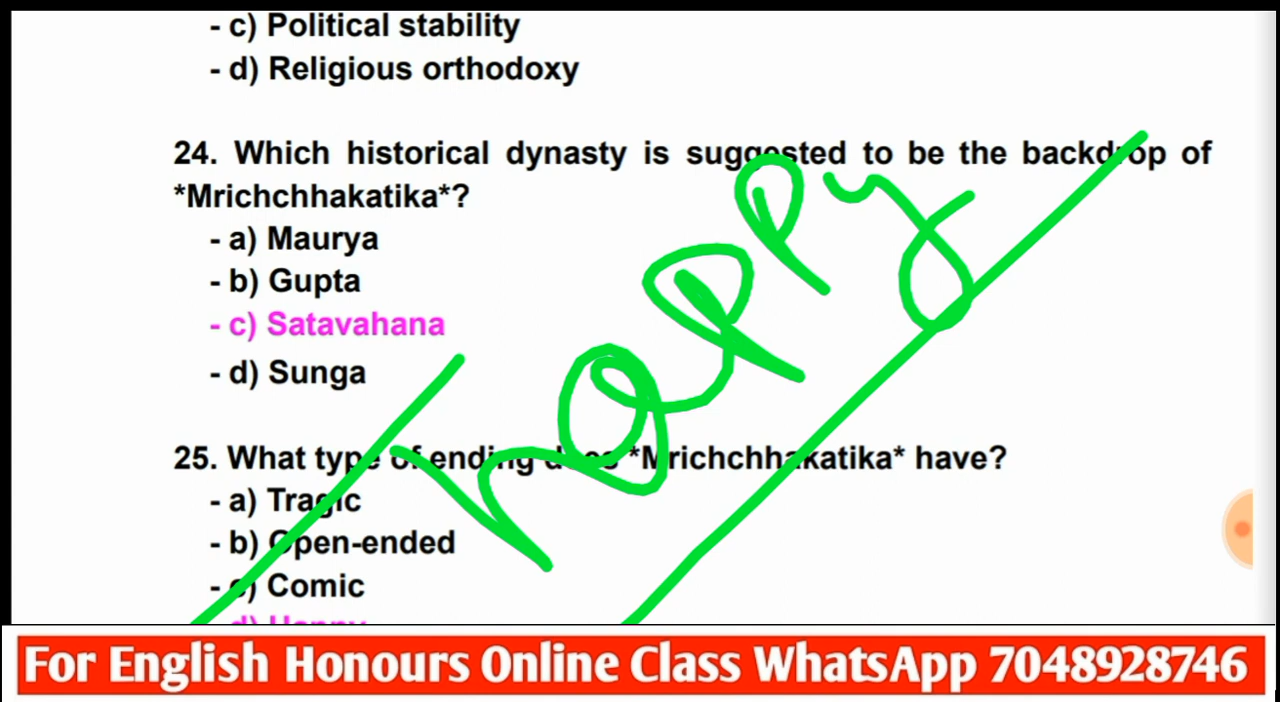 - c) Political stability
- d) Religious orthodoxy
24. Which historical dynasty is suggested to be the backdrop of
*Mrichchhakatika*?
- a) Maurya
- b) Gupta
- c) Satavahana
- d) Sunga
happy
25. What type of ending does *Mrichchhakatika* have?
- a) Tragic
- b) Open-ended
- c) Comic
- d) Happy
For English Honours Online Class WhatsApp 7048928746